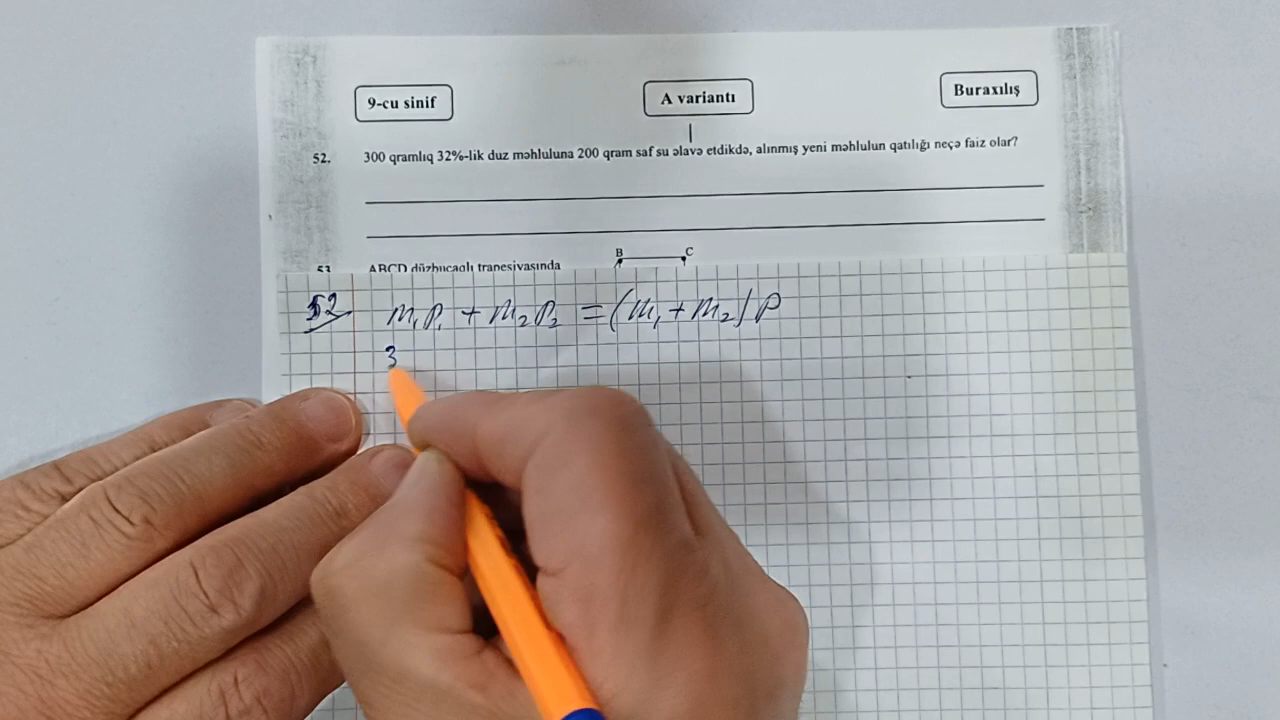 9-cu sinif
A variantı
Buraxılış
52. 300 qramlıq 32%-lik duz məhluluna 200 qram saf su əlavə etdikdə, alınmış yeni məhlulun qatılığı neçə faiz olar?
53 ABCD düzbucaqlı trapesiyasında
B C
52 m₁p₁ + m₂p₂ = (m₁ + m₂)p
3